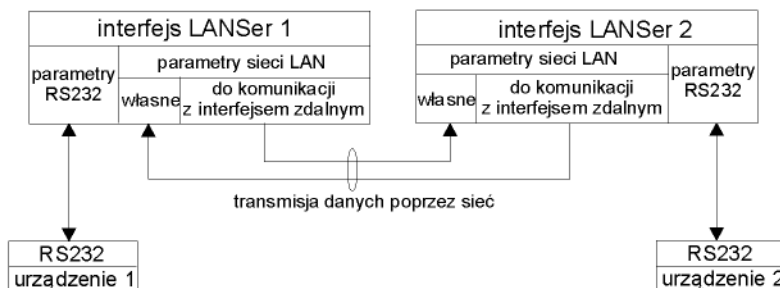 interfejs LANSer 1
parametry RS232
parametry sieci LAN
własne
do komunikacji
z interfejsem zdalnym
interfejs LANSer 2
parametry sieci LAN
własne
do komunikacji
z interfejsem zdalnym
parametry
RS232
transmisja danych poprzez sieć
RS232
urządzenie 1
RS232
urządzenie 2